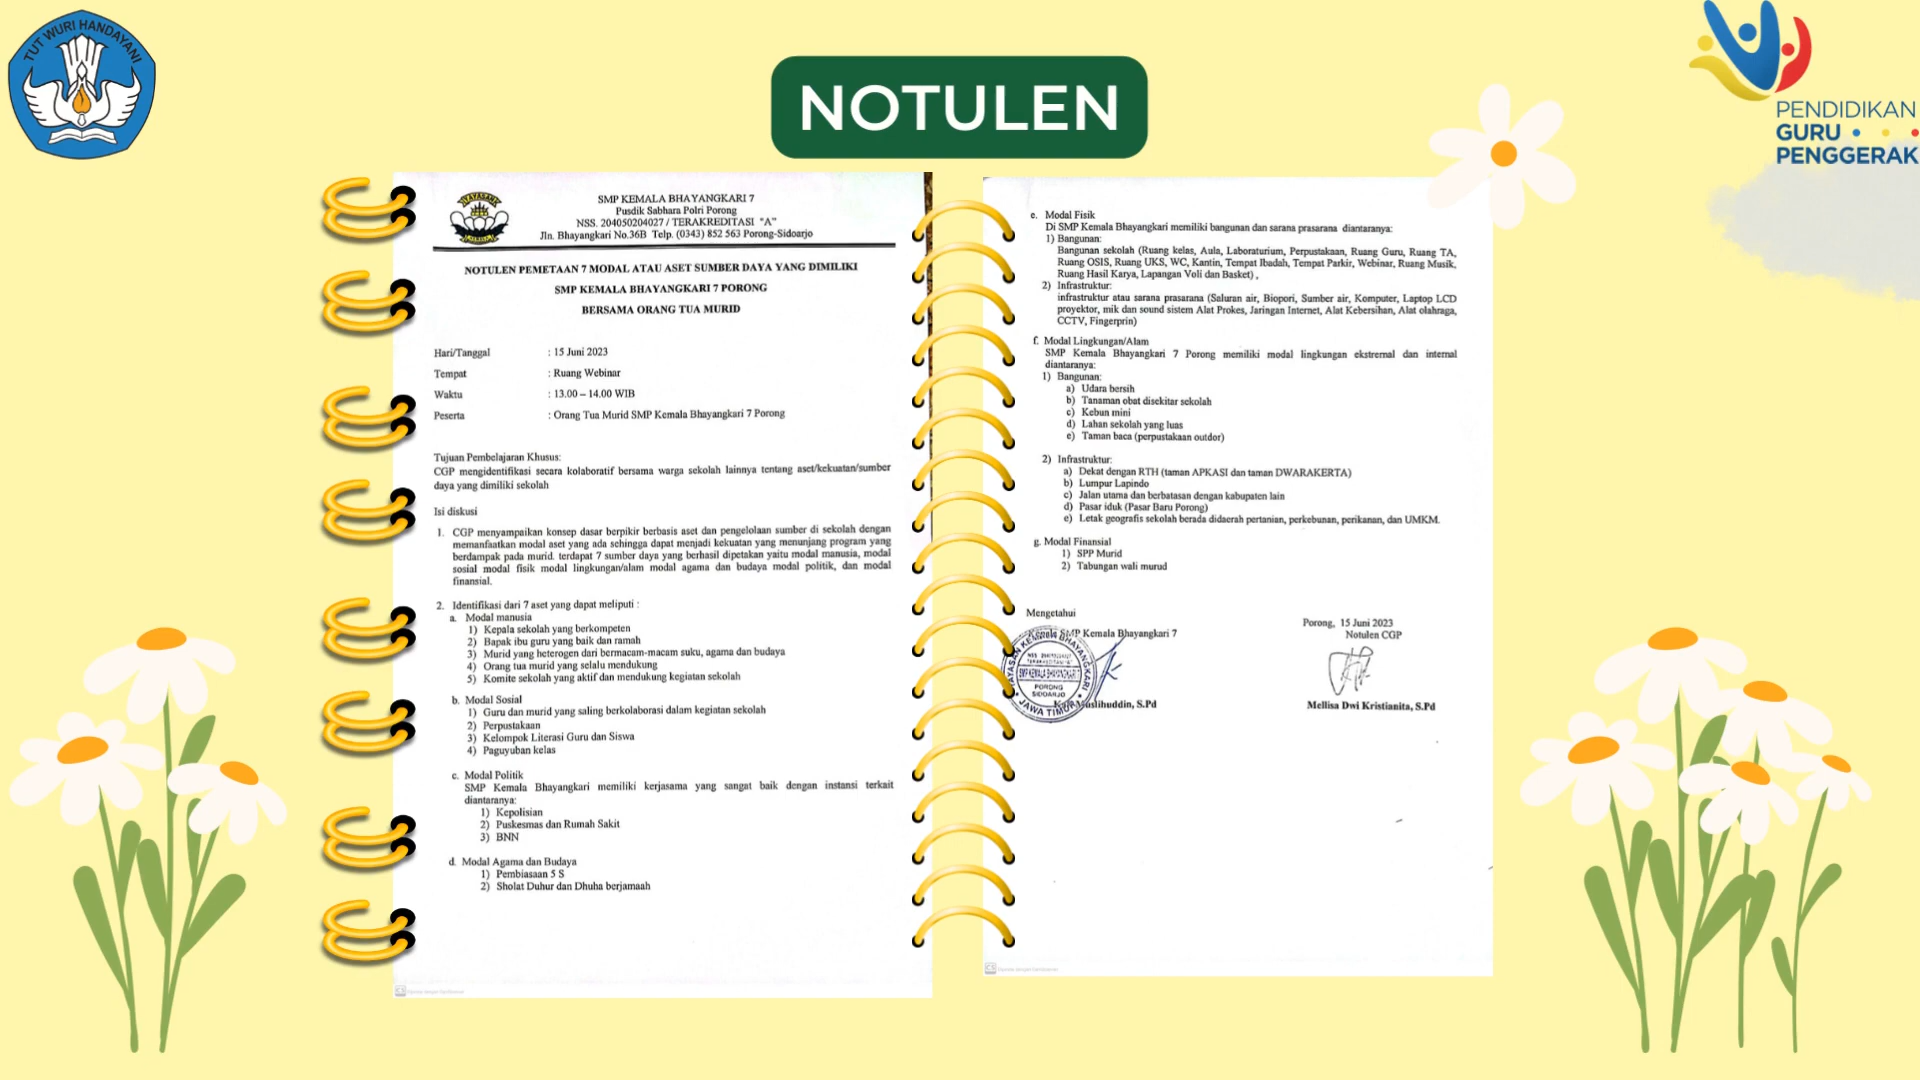 TUT WURI HANDAYANI
NOTULEN
PENDIDIKAN
GURU
PENGGERAK
YAYASAN
SMP KEMALA BHAYANGKARI 7
Pusdik Sabhara Polri Porong
NSS. 204050204027 / TERAKREDITASI "A"
Jln. Bhayangkari No.36B Telp. (0343) 852 563 Porong-Sidoarjo
NOTULEN PEMETAAN 7 MODAL ATAU ASET SUMBER DAYA YANG DIMILIKI
SMP KEMALA BHAYANGKARI 7 PORONG
BERSAMA ORANG TUA MURID
Hari/Tanggal : 15 Juni 2023
Tempat : Ruang Webinar
Waktu : 13.00 – 14.00 WIB
Peserta : Orang Tua Murid SMP Kemala Bhayangkari 7 Porong
Tujuan Pembelajaran Khusus:
CGP mengidentifikasi secara kolaboratif bersama warga sekolah lainnya tentang aset/kekuatan/sumber
daya yang dimiliki sekolah
Isi diskusi
1. CGP menyampaikan konsep dasar berpikir berbasis aset dan pengelolaan sumber di sekolah dengan
memanfaatkan modal aset yang ada sehingga dapat menjadi kekuatan yang menunjang program yang
berdampak pada murid. terdapat 7 sumber daya yang berhasil dipetakan yaitu modal manusia, modal
sosial modal fisik modal lingkungan/alam modal agama dan budaya modal politik, dan modal
finansial.
2. Identifikasi dari 7 aset yang dapat meliputi :
a. Modal manusia
1) Kepala sekolah yang berkompeten
2) Bapak ibu guru yang baik dan ramah
3) Murid yang heterogen dari bermacam-macam suku, agama dan budaya
4) Orang tua murid yang selalu mendukung
5) Komite sekolah yang aktif dan mendukung kegiatan sekolah
b. Modal Sosial
1) Guru dan murid yang saling berkolaborasi dalam kegiatan sekolah
2) Perpustakaan
3) Kelompok Literasi Guru dan Siswa
4) Paguyuban kelas
c. Modal Politik
SMP Kemala Bhayangkari memiliki kerjasama yang sangat baik dengan instansi terkait
diantaranya:
1) Kepolisian
2) Puskesmas dan Rumah Sakit
3) BNN
d. Modal Agama dan Budaya
1) Pembiasaan 5 S
2) Sholat Duhur dan Dhuha berjamaah
e. Modal Fisik
Di SMP Kemala Bhayangkari memiliki bangunan dan sarana prasarana diantaranya:
1) Bangunan:
Bangunan sekolah (Ruang kelas, Aula, Laboraturium, Perpustakaan, Ruang Guru, Ruang TA,
Ruang OSIS, Ruang UKS, WC, Kantin, Tempat Ibadah, Tempat Parkir, Webinar, Ruang Musik,
Ruang Hasil Karya, Lapangan Voli dan Basket) ,
2) Infrastruktur:
infrastruktur atau sarana prasarana (Saluran air, Biopori, Sumber air, Komputer, Laptop LCD
proyektor, mik dan sound sistem Alat Prokes, Jaringan Internet, Alat Kebersihan, Alat olahraga,
CCTV, Fingerprin)
f. Modal Lingkungan/Alam
SMP Kemala Bhayangkari 7 Porong memiliki modal lingkungan ekstremal dan internal
diantaranya:
1) Bangunan:
a) Udara bersih
b) Tanaman obat disekitar sekolah
c) Kebun mini
d) Lahan sekolah yang luas
e) Taman baca (perpustakaan outdor)
2) Infrastruktur:
a) Dekat dengan RTH (taman APKASI dan taman DWARAKERTA)
b) Lumpur Lapindo
c) Jalan utama dan berbatasan dengan kabupaten lain
d) Pasar iduk (Pasar Baru Porong)
e) Letak geografis sekolah berada didaerah pertanian, perkebunan, perikanan, dan UMKM.
g. Modal Finansial
1) SPP Murid
2) Tabungan wali murud
Mengetahui
Kepala SMP Kemala Bhayangkari 7
YAYASAN KEMALA BHAYANGKARI
SMP KEMALA BHAYANGKARI 7
PORONG
SIDOARJO
JAWA TIMUR
Muslihuddin, S.Pd
Porong, 15 Juni 2023
Notulen CGP
Mellisa Dwi Kristianita, S.Pd
CS
CS